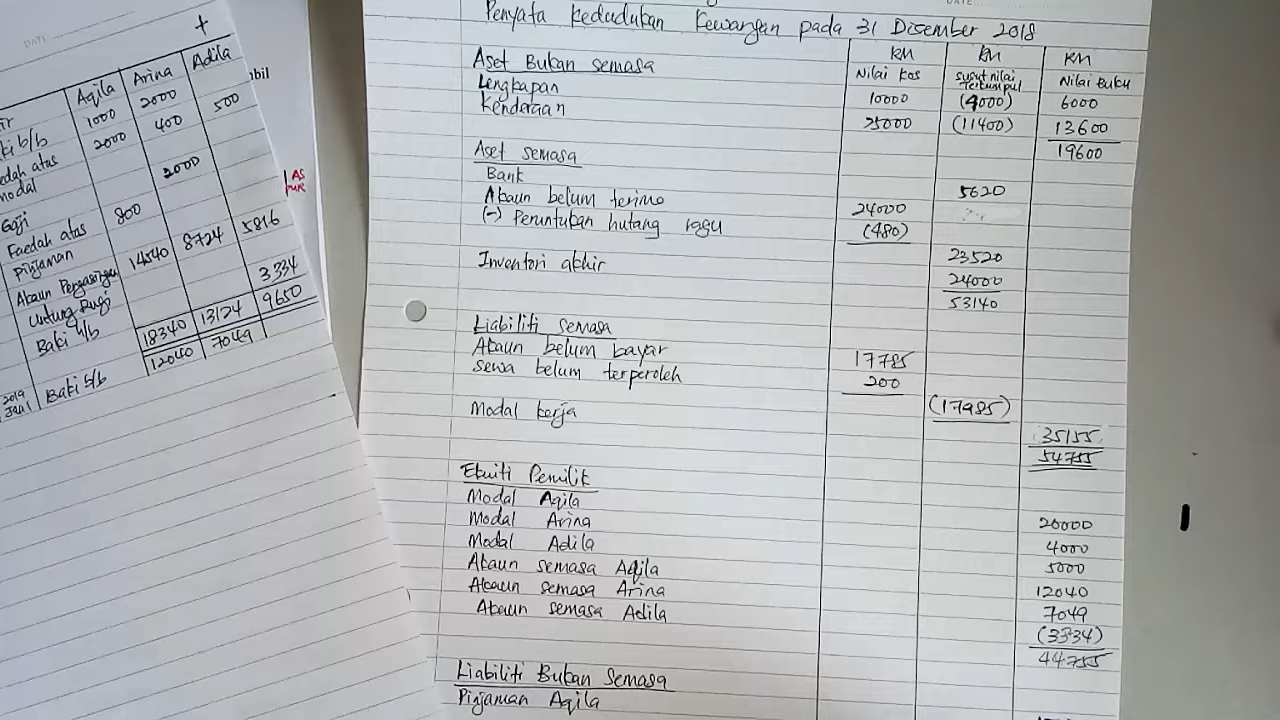 DATE
+
Aqila Arina Adila
1000 2000
ki b/b 2000 400 500
edah atas
modal
Gaji 2000
Faedah atas 800
pinjaman
Akaun Pengasingan 14540 8724 5816
Untung Rugi
Baki h/b 3334
18340 13124 9650
2019
Jan 1 Baki b/b 12040 7049
Penyata Kedudukan Kewangan pada 31 Disember 2018
RM RM RM
Aset Bukan semasa Nilai Kos susut nilai Terkumpul Nilai Buku
Lengkapan 10000 (4000) 6000
Kendaraan 25000 (11400) 13600
19600
Aset semasa
Bank 5620
Akaun belum terima 24000
(-) Peruntukan hutang ragu (480)
23520
Inventori akhir 24000
53140
Liabiliti semasa
Akaun belum bayar 17785
sewa belum terperoleh 200
(17985)
Modal kerja 35155
54755
Ekuiti Pemilik
Modal Aqila 20000
Modal Arina 4000
Modal Adila 5000
Akaun semasa Aqila 12040
Akaun semasa Arina 7049
Akaun semasa Adila (3334)
44755
Liabiliti Bukan Semasa
Pinjaman Aqila